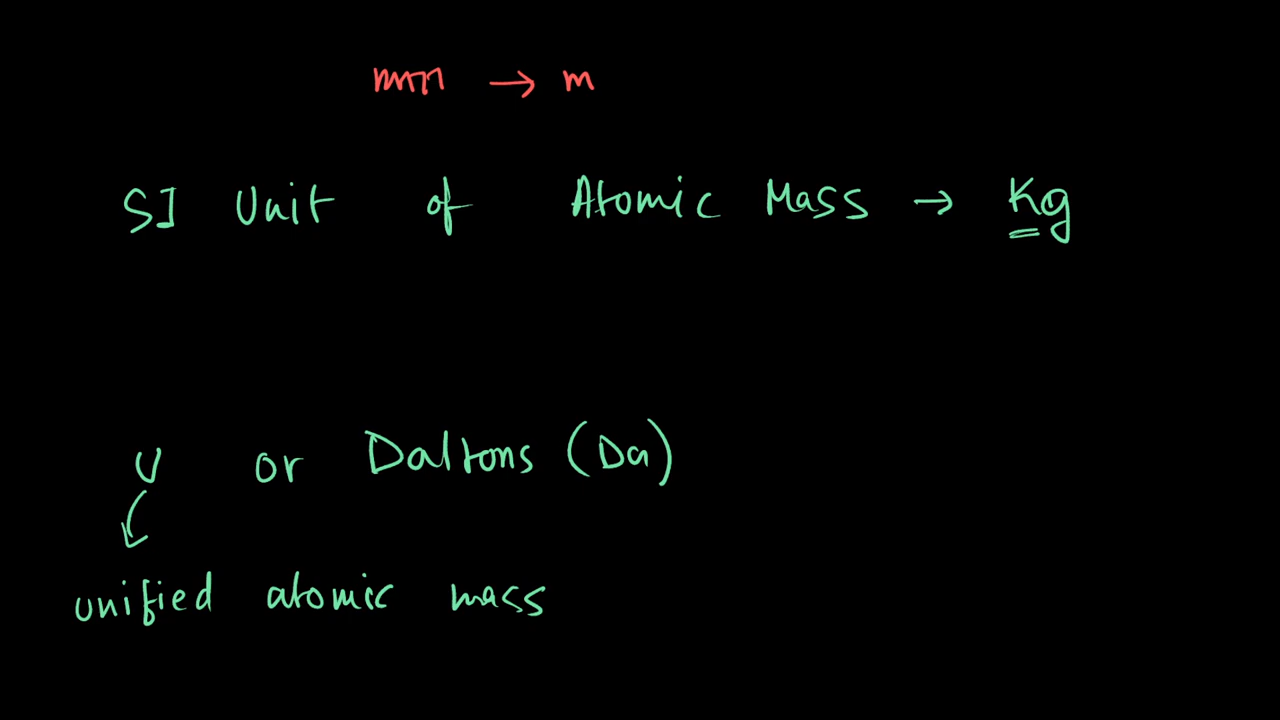 mm → m
SI Unit of Atomic Mass → Kg
U or Daltons (Da)
unified atomic mass